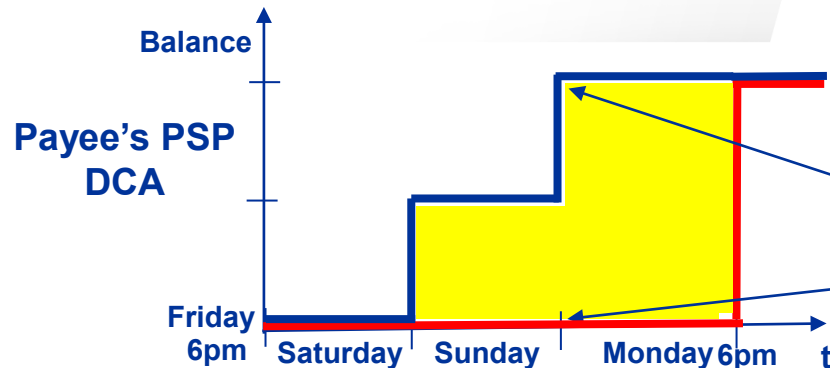 Balance
Payee's PSP
DCA
Friday
6pm
Saturday
Sunday
Monday
6pm
t